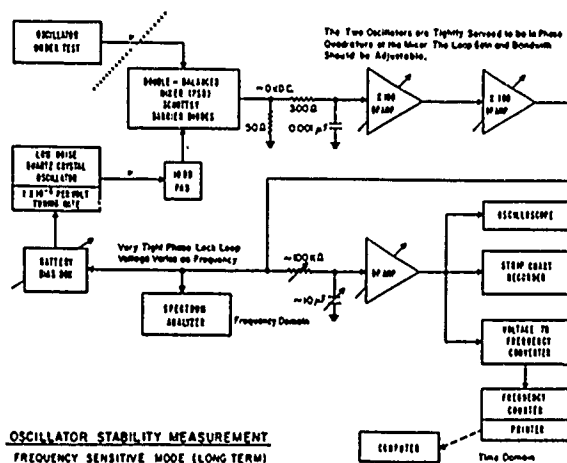 The Two Oscillators are Tightly Servoed to be in Phase
Quadrature at the Mixer. The Loop Gain and Bandwith
Should be Adjustable.
OSCILLATOR
UNDER TEST
DOUBLE - BALANCED
MIXER (PSD)
SCHOTTKY
BARRIER DIODES
~0 V DC
300Ω
50Ω
0.001 µF
X 100
OP AMP
X 100
OP AMP
LOW NOISE
QUARTZ CRYSTAL
OSCILLATOR
PER VOLT
TUNING RATE
10 DB
PAD
BATTERY
BIAS BOX
Very Tight Phase Lock Loop
Voltage Varies as Frequency
~100 KΩ
~10 µF
OP AMP
SPECTRUM
ANALYZER
Frequency Domain
OSCILLOSCOPE
STRIP CHART
RECORDER
VOLTAGE TO
FREQUENCY
CONVERTER
FREQUENCY
COUNTER
PRINTER
COMPUTER
Time Domain
OSCILLATOR STABILITY MEASUREMENT
FREQUENCY SENSITIVE MODE (LONG TERM)